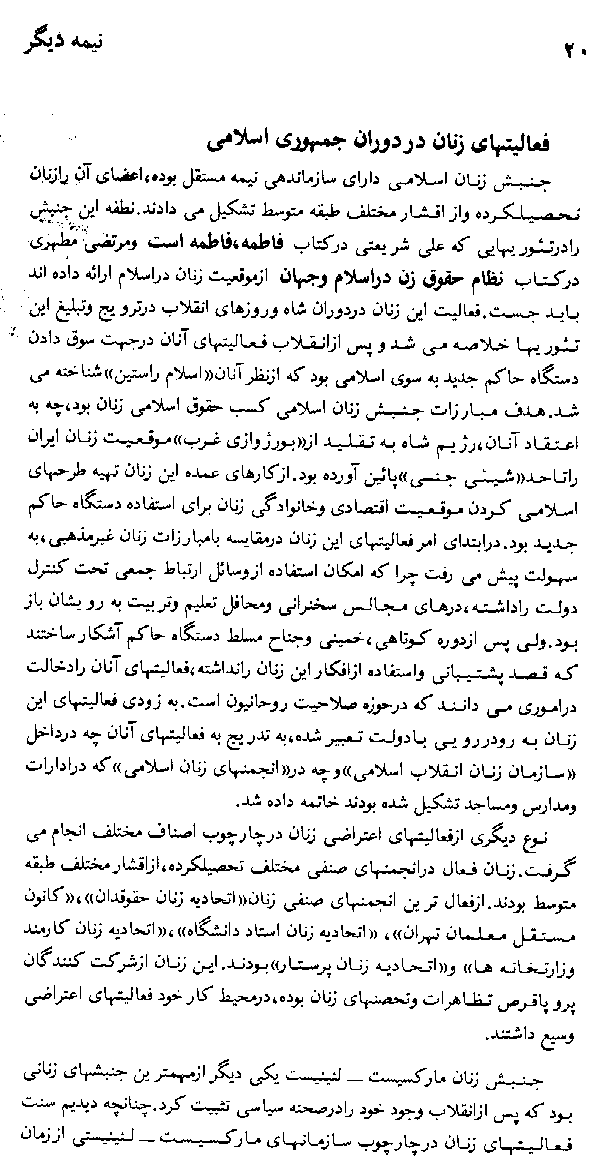 ۲۰ نیمه دیگر
فعالیتهای زنان در دوران جمهوری اسلامی
جنبش زنان اسلامی دارای سازماندهی نیمه مستقل بوده،اعضای آن رازنان
تحصیلکرده واز اقشار مختلف طبقه متوسط تشکیل می دادند.نطفه این جنبش
رادرتئوریهایی که علی شریعتی درکتاب فاطمه،فاطمه است ومرتضی مطهری
درکتاب نظام حقوق زن دراسلام وجهان ازموقعیت زنان دراسلام ارائه داده اند
باید جست.فعالیت این زنان دردوران شاه وروزهای انقلاب درترویج وتبلیغ این
تئوریها خلاصه می شد و پس ازانقلاب فعالیتهای آنان درجهت سوق دادن
دستگاه حاکم جدید به سوی اسلامی بود که ازنظر آنان«اسلام راستین»شناخته می
شد.هدف مبارزات جنبش زنان اسلامی کسب حقوق اسلامی زنان بود،چه به
اعتقاد آنان،رژیم شاه به تقلید از«بورژوازی غرب»موقعیت زنان ایران
راتاحد«شیئی جنسی»پائین آورده بود.ازکارهای عمده این زنان تهیه طرحهای
اسلامی کردن موقعیت اقتصادی وخانوادگی زنان برای استفاده دستگاه حاکم
جدید بود.درابتدای امر فعالیتهای این زنان درمقایسه بامبارزات زنان غیرمذهبی،به
سهولت پیش می رفت چرا که امکان استفاده ازوسائل ارتباط جمعی تحت کنترل
دولت راداشته،درهای مجالس سخنرانی ومحافل تعلیم وتربیت به رویشان باز
بود.ولی پس ازدوره کوتاهی،خمینی وجناح مسلط دستگاه حاکم آشکار ساختند
که قصد پشتیبانی واستفاده ازافکار این زنان رانداشته،فعالیتهای آنان رادخالت
دراموری می دانند که درحوزه صلاحیت روحانیون است.به زودی فعالیتهای این
زنان به رودررویی بادولت تعبیر شده،به تدریج به فعالیتهای آنان چه درداخل
«سازمان زنان انقلاب اسلامی»و چه در«انجمنهای زنان اسلامی»که درادارات
ومدارس ومساجد تشکیل شده بودند خاتمه داده شد.
نوع دیگری ازفعالیتهای اعتراضی زنان درچارچوب اصناف مختلف انجام می
گرفت.زنان فعال درانجمنهای صنفی مختلف تحصیلکرده،ازاقشار مختلف طبقه
متوسط بودند.ازفعال ترین انجمنهای صنفی زنان«اتحادیه زنان حقوقدان»،«کانون
مستقل معلمان تهران»، «اتحادیه زنان استاد دانشگاه»،«اتحادیه زنان کارمند
وزارتخانه ها» و«اتحادیه زنان پرستار»بودند.این زنان ازشرکت کنندگان
پروپاقرص تظاهرات وتحصنهای زنان بوده،درمحیط کار خود فعالیتهای اعتراضی
وسیع داشتند.
جنبش زنان مارکسیست ــ لنینیست یکی دیگر ازمهمترین جنبشهای زنانی
بود که پس ازانقلاب وجود خود رادرصحنه سیاسی تثبیت کرد.چنانچه دیدیم سنت
فعالیتهای زنان درچارچوب سازمانهای مارکسیست ــ لنینیستی اززمان